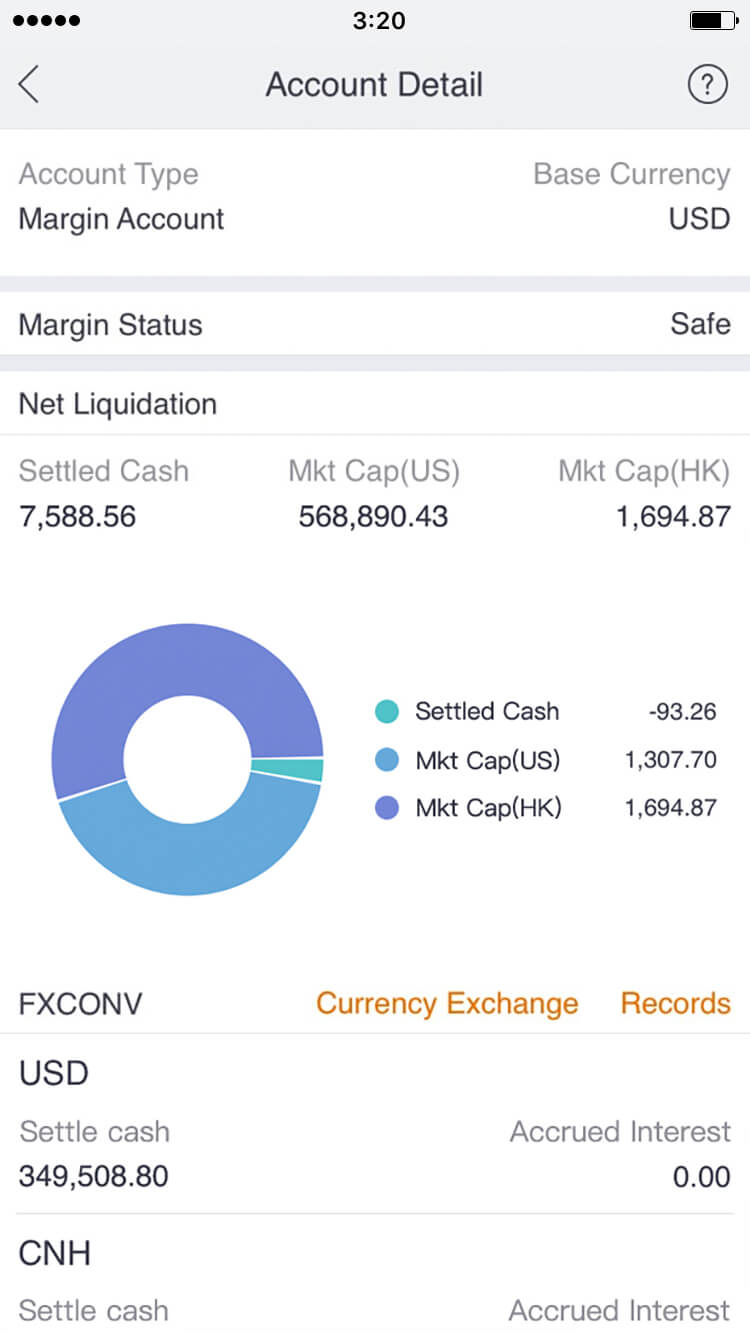 3:20
Account Detail
?
Account Type Base Currency
Margin Account USD
Margin Status Safe
Net Liquidation
Settled Cash Mkt Cap(US) Mkt Cap(HK)
7,588.56 568,890.43 1,694.87
Settled Cash -93.26
Mkt Cap(US) 1,307.70
Mkt Cap(HK) 1,694.87
FXCONV Currency Exchange Records
USD
Settle cash Accrued Interest
349,508.80 0.00
CNH
Settle cash Accrued Interest